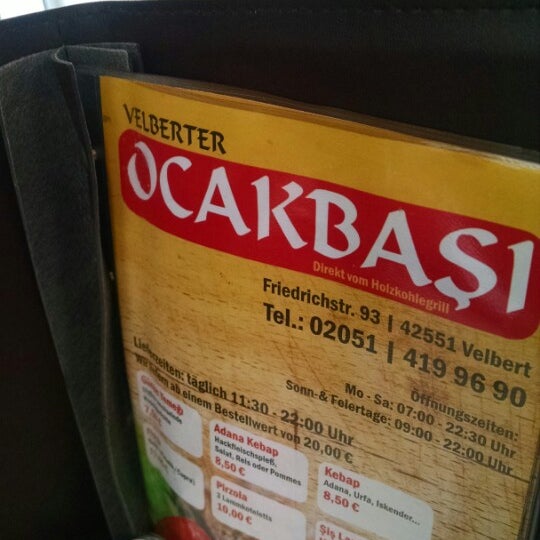 VELBERTER
OCAKBAŞI
Direkt vom Holzkohlegrill
Friedrichstr. 93 | 42551 Velbert
Tel.: 02051 | 419 96 90
Öffnungszeiten:
Mo - Sa: 07:00 - 22:30 Uhr
Sonn- & Feiertage: 09:00 - 22:00 Uhr
Lieferzeiten: täglich 11:30 - 22:00 Uhr
ab einem Bestellwert von 20,00 €
Adana Kebap
Hackfleischspieß,
Salat, Reis oder Pommes
8,50 €
Kebap
Adana, Urfa, Iskender...
8,50 €
Pirzola
2 Lammkoteletts
10,00 €
Şiş